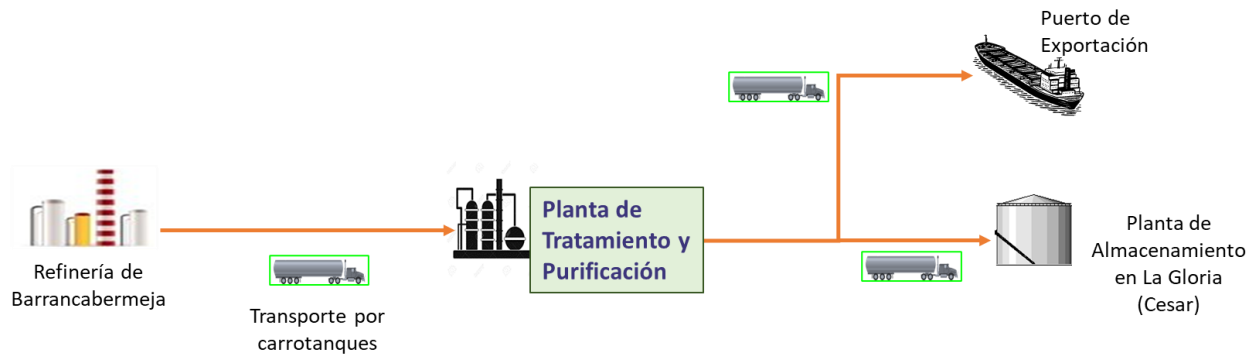 Puerto de
Exportación
Refinería de
Barrancabermeja
Transporte por
carrotanques
Planta de
Tratamiento y
Purificación
Planta de
Almacenamiento
en La Gloria
(Cesar)